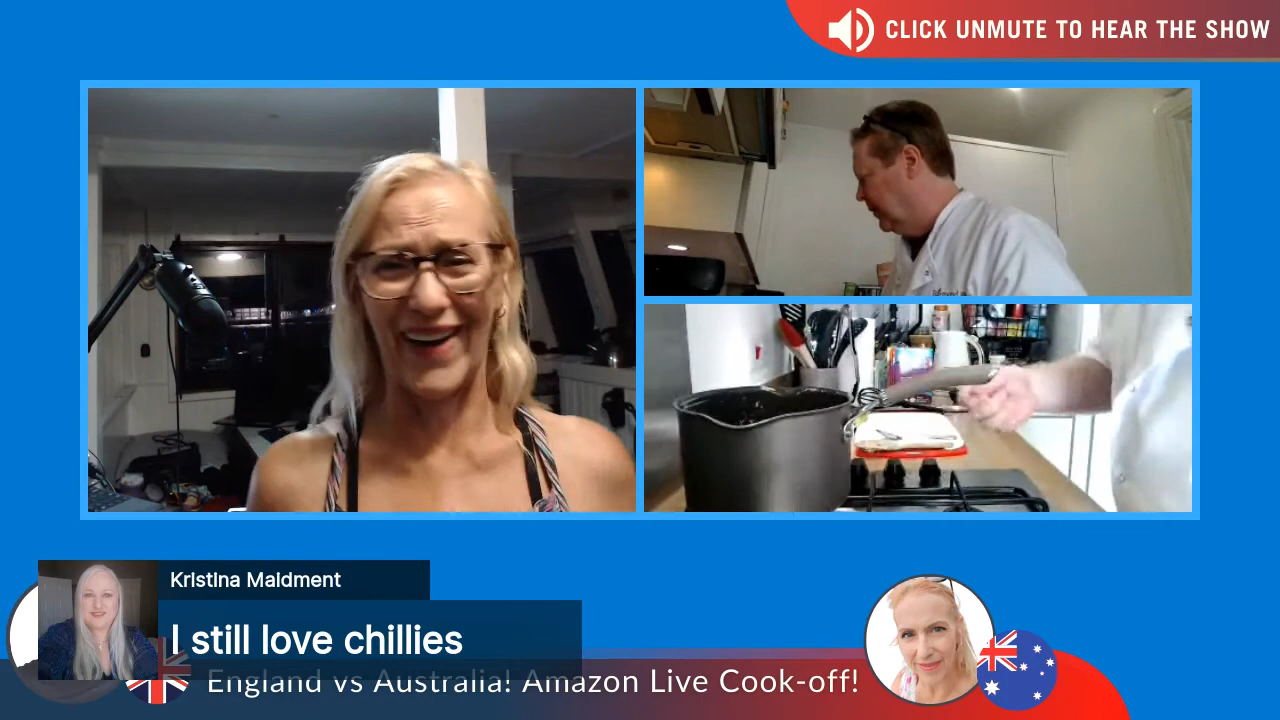 CLICK UNMUTE TO HEAR THE SHOW
Kristina Maidment
I still love chillies
England vs Australia! Amazon Live Cook-off!